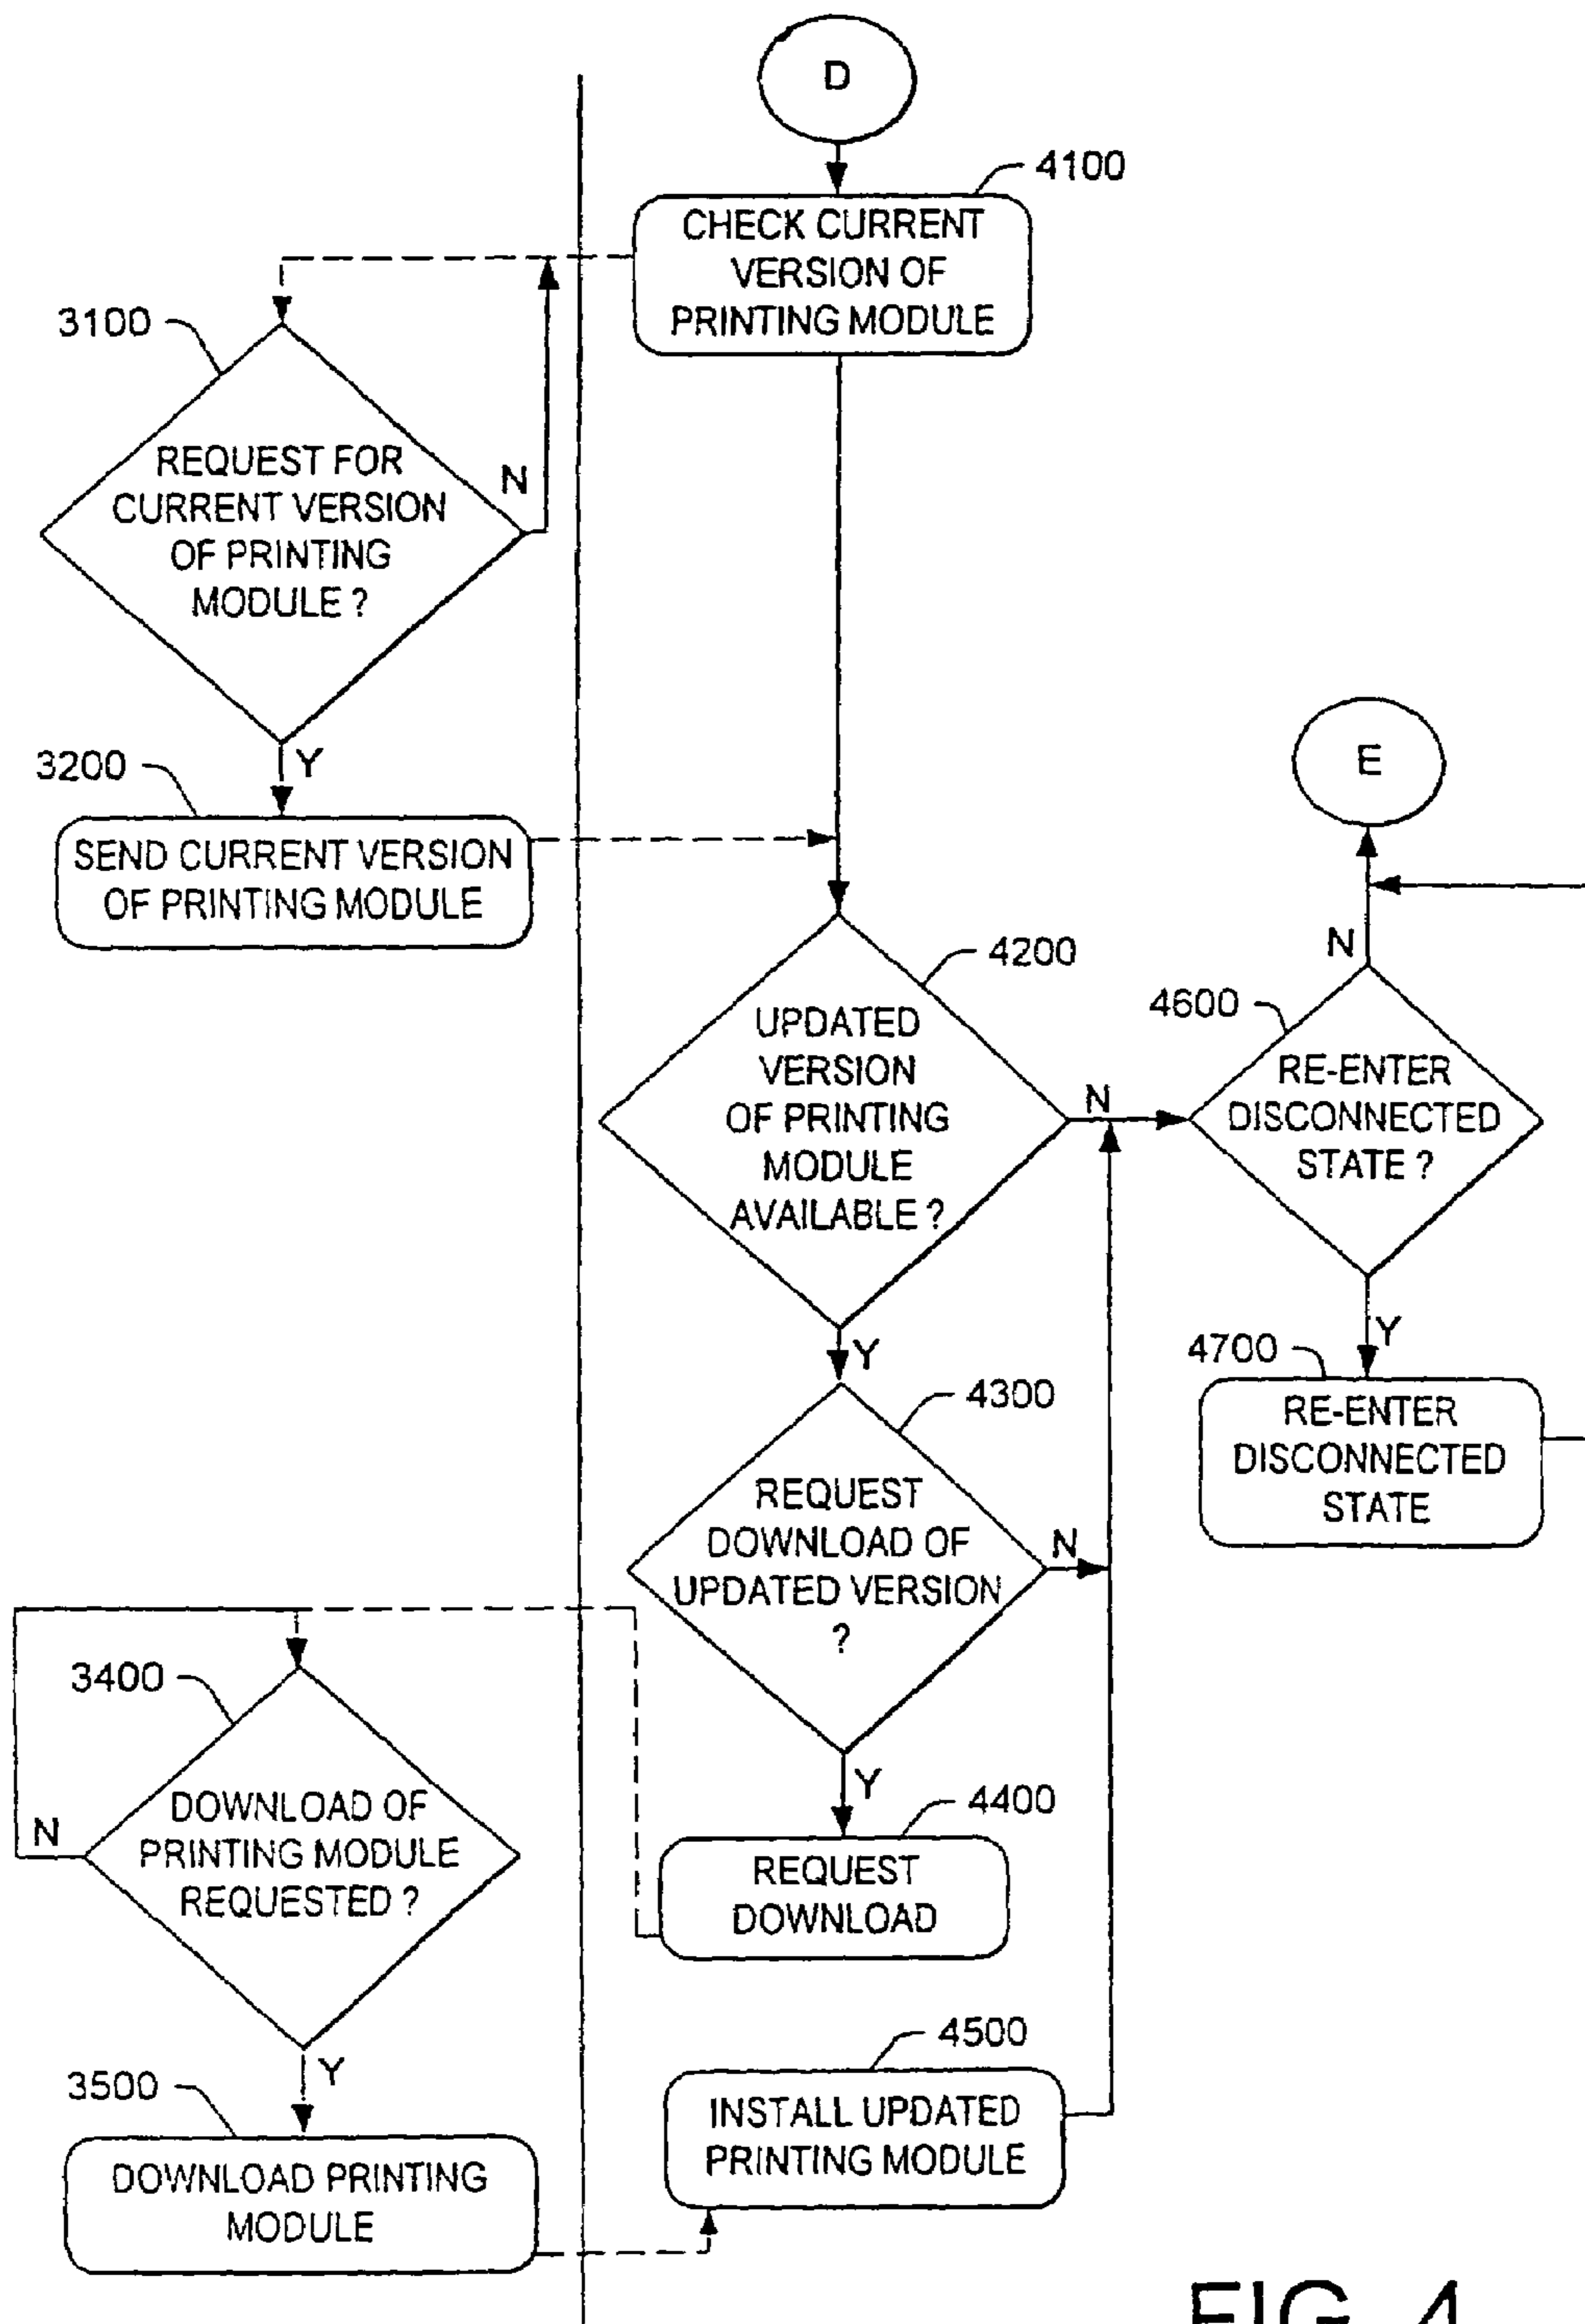 D
4100
CHECK CURRENT
VERSION OF
PRINTING MODULE
3100
REQUEST FOR
CURRENT VERSION
OF PRINTING
MODULE ?
N
Y
3200
SEND CURRENT VERSION
OF PRINTING MODULE
E
N
4200
UPDATED
VERSION
OF PRINTING
MODULE
AVAILABLE ?
N
Y
4600
RE-ENTER
DISCONNECTED
STATE ?
Y
4700
RE-ENTER
DISCONNECTED
STATE
4300
REQUEST
DOWNLOAD OF
UPDATED VERSION
?
N
Y
3400
DOWNLOAD OF
PRINTING MODULE
REQUESTED ?
N
Y
4400
REQUEST
DOWNLOAD
4500
INSTALL UPDATED
PRINTING MODULE
3500
DOWNLOAD PRINTING
MODULE
FIG. 4